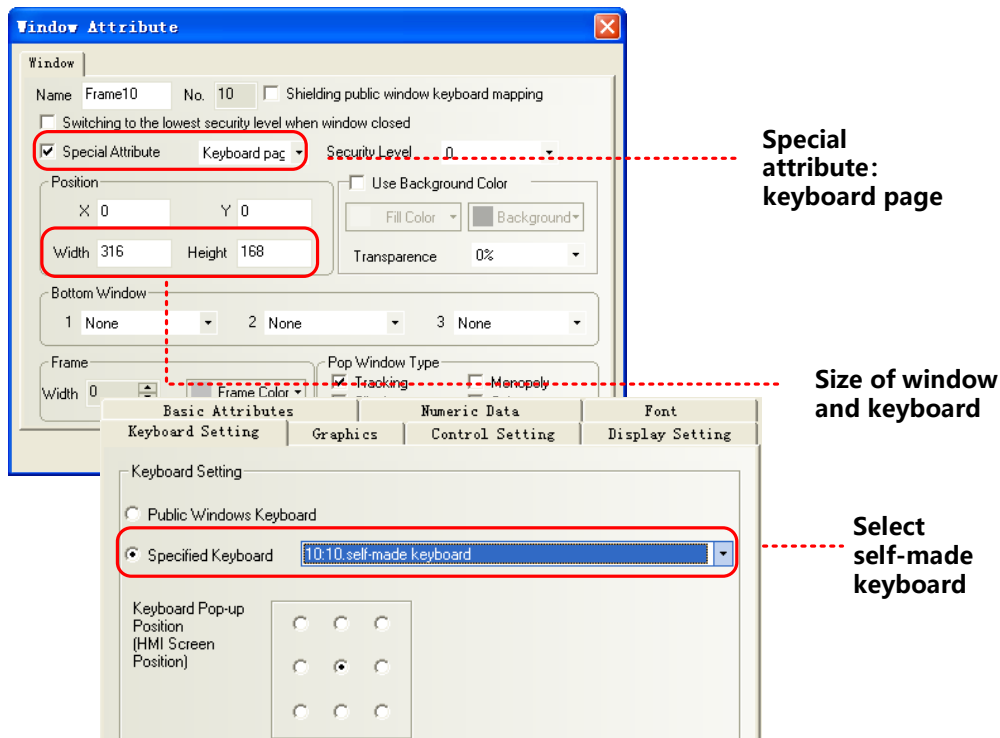 Window Attribute
Window
Name Frame10 No. 10 Shielding public window keyboard mapping
Switching to the lowest security level when window closed
Special Attribute Keyboard pag Security Level 0
Special
attribute:
keyboard page
Position
Use Background Color
X 0 Y 0
Fill Color Background
Width 316 Height 168
Transparence 0%
Bottom Window
1 None 2 None 3 None
Frame
Pop Window Type
Width 0 Frame Color
Tracking Monopoly
Size of window
and keyboard
Basic Attributes Numeric Data Font
Keyboard Setting Graphics Control Setting Display Setting
Keyboard Setting
Public Windows Keyboard
Specified Keyboard 10:10.self-made keyboard
Select
self-made
keyboard
Keyboard Pop-up
Position
(HMI Screen
Position)